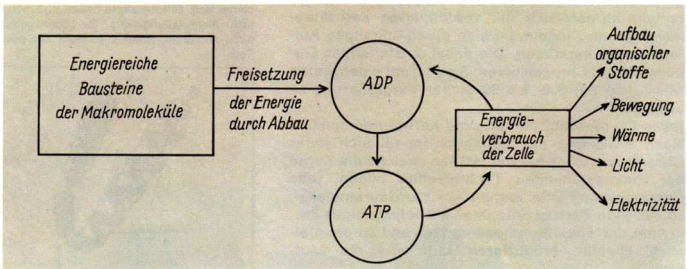 Energiereiche
Bausteine
der Makromoleküle
Freisetzung
der Energie
durch Abbau
ADP
ATP
Energie-
verbrauch
der Zelle
Aufbau
organischer
Stoffe
Bewegung
Wärme
Licht
Elektrizität